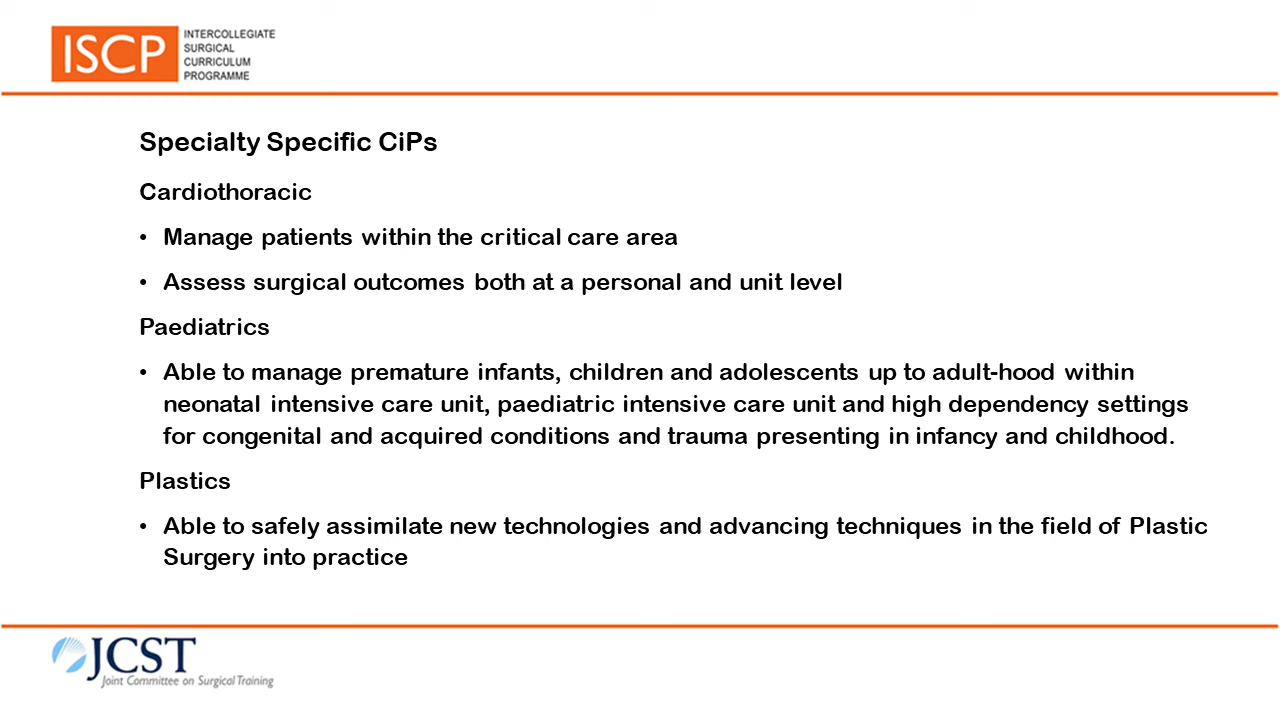 ISCP
INTERCOLLEGIATE
SURGICAL
CURRICULUM
PROGRAMME
Specialty Specific CiPs
Cardiothoracic
• Manage patients within the critical care area
• Assess surgical outcomes both at a personal and unit level
Paediatrics
• Able to manage premature infants, children and adolescents up to adult-hood within
neonatal intensive care unit, paediatric intensive care unit and high dependency settings
for congenital and acquired conditions and trauma presenting in infancy and childhood.
Plastics
• Able to safely assimilate new technologies and advancing techniques in the field of Plastic
Surgery into practice
JCST
Joint Committee on Surgical Training